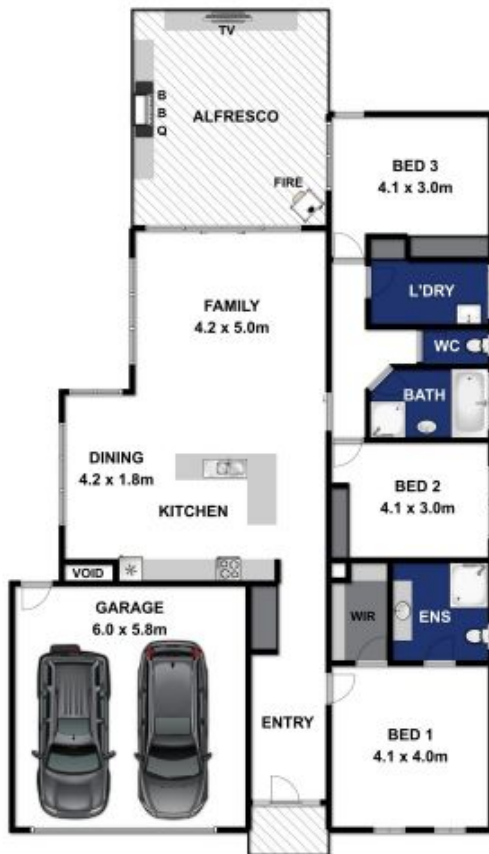 TV
B
B
Q
ALFRESCO
FIRE
BED 3
4.1 x 3.0m
L'DRY
FAMILY
4.2 x 5.0m
WC
BATH
DINING
4.2 x 1.8m
KITCHEN
BED 2
4.1 x 3.0m
VOID
GARAGE
6.0 x 5.8m
WIR
ENS
ENTRY
BED 1
4.1 x 4.0m